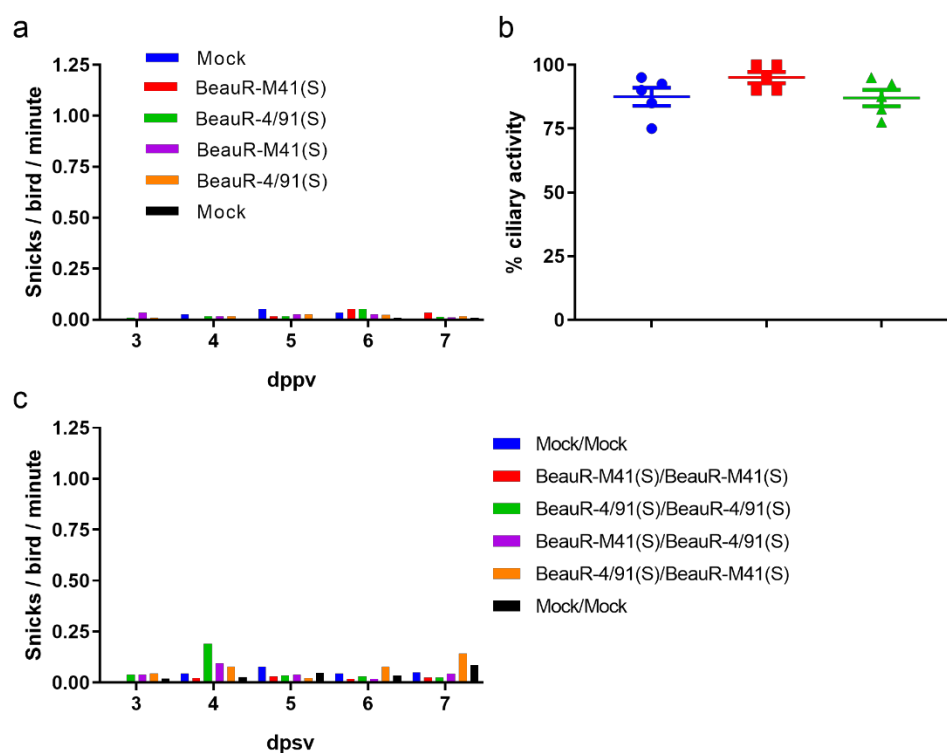 a
Mock
BeauR-M41(S)
BeauR-4/91(S)
BeauR-M41(S)
BeauR-4/91(S)
Mock
1.25
1.00
0.75
0.50
0.25
0.00
Snicks / bird / minute
3 4 5 6 7
dppv
b
100
75
50
25
0
% ciliary activity
c
1.25
1.00
0.75
0.50
0.25
0.00
Snicks / bird / minute
3 4 5 6 7
dpsv
Mock/Mock
BeauR-M41(S)/BeauR-M41(S)
BeauR-4/91(S)/BeauR-4/91(S)
BeauR-M41(S)/BeauR-4/91(S)
BeauR-4/91(S)/BeauR-M41(S)
Mock/Mock